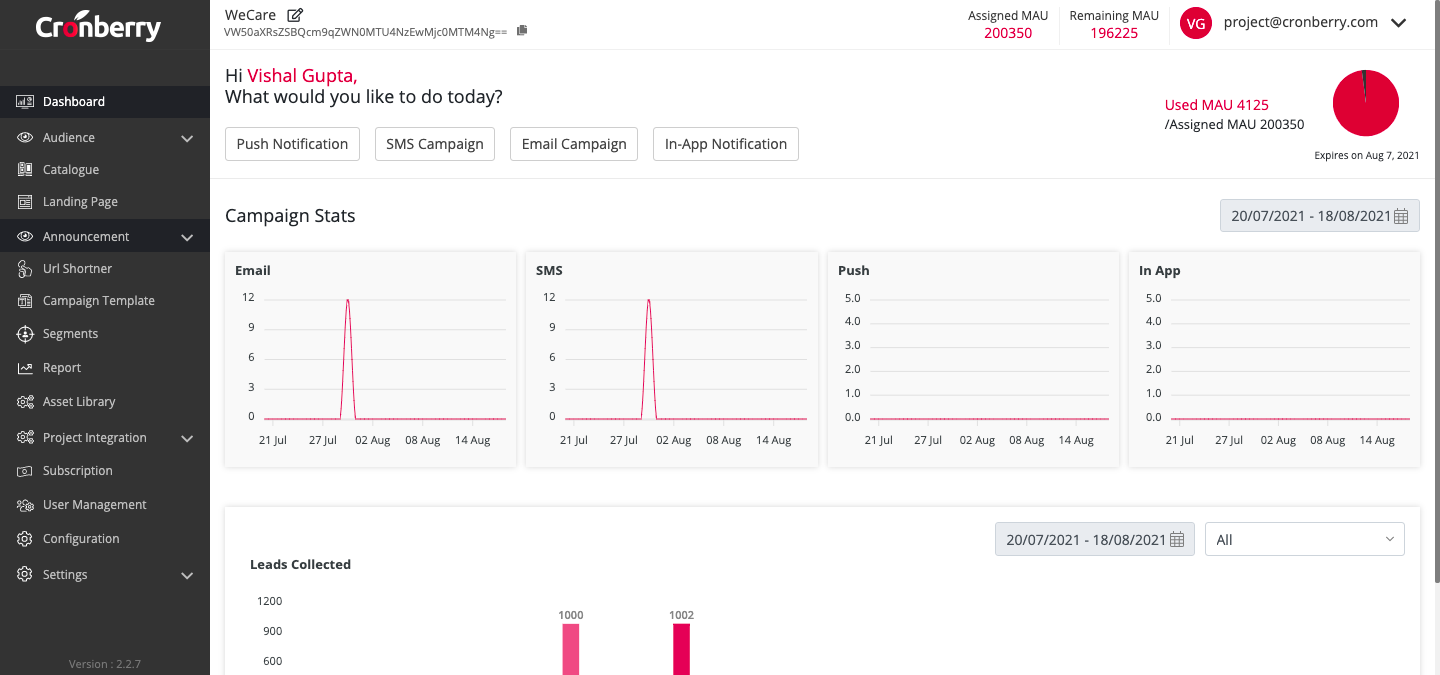 Cronberry
Dashboard
Audience
Catalogue
Landing Page
Announcement
Url Shortner
Campaign Template
Segments
Report
Asset Library
Project Integration
Subscription
User Management
Configuration
Settings
Version : 2.2.7
WeCare
VW50aXRsZSBQcm9qZWN0MTU4NzEwMjc0MTM4Ng==
Assigned MAU
200350
Remaining MAU
196225
VG
project@cronberry.com
Hi Vishal Gupta,
What would you like to do today?
Push Notification
SMS Campaign
Email Campaign
In-App Notification
Used MAU 4125
/Assigned MAU 200350
Expires on Aug 7, 2021
Campaign Stats
20/07/2021 - 18/08/2021
Email
12
9
6
3
0
21 Jul 27 Jul 02 Aug 08 Aug 14 Aug
SMS
12
9
6
3
0
21 Jul 27 Jul 02 Aug 08 Aug 14 Aug
Push
5.0
4.0
3.0
2.0
1.0
0.0
21 Jul 27 Jul 02 Aug 08 Aug 14 Aug
In App
5.0
4.0
3.0
2.0
1.0
0.0
21 Jul 27 Jul 02 Aug 08 Aug 14 Aug
20/07/2021 - 18/08/2021
All
Leads Collected
1200
900
600
1000
1002